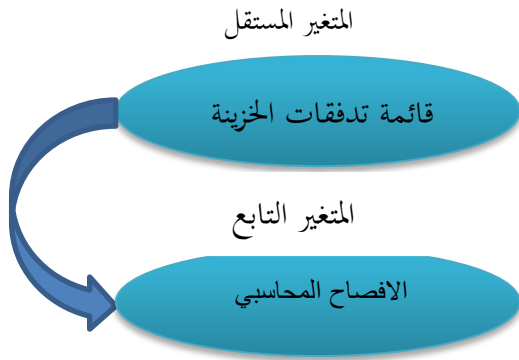 المتغير المستقل
قائمة تدفقات الخزينة
المتغير التابع
الافصاح المحاسبي